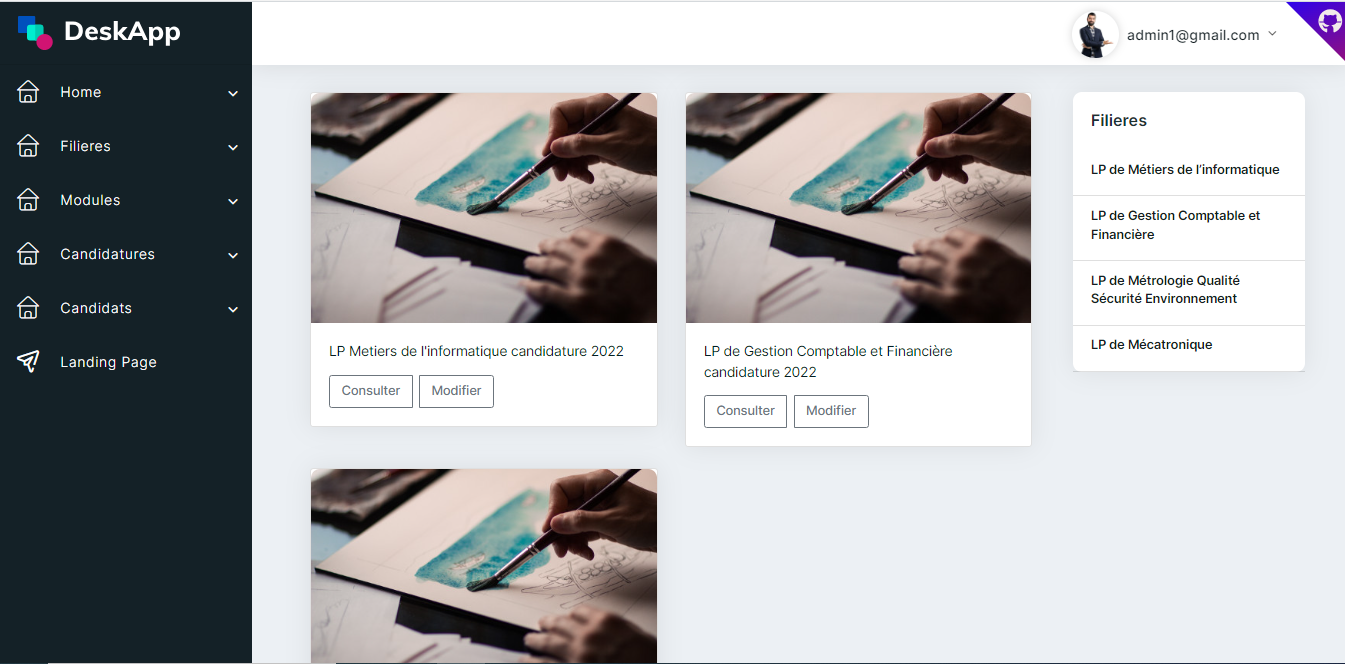 DeskApp
admin1@gmail.com
Home
Filieres
Modules
Candidatures
Candidats
Landing Page
LP Metiers de l'informatique candidature 2022
Consulter
Modifier
LP de Gestion Comptable et Financière
candidature 2022
Consulter
Modifier
Filieres
LP de Métiers de l’informatique
LP de Gestion Comptable et
Financière
LP de Métrologie Qualité
Sécurité Environnement
LP de Mécatronique